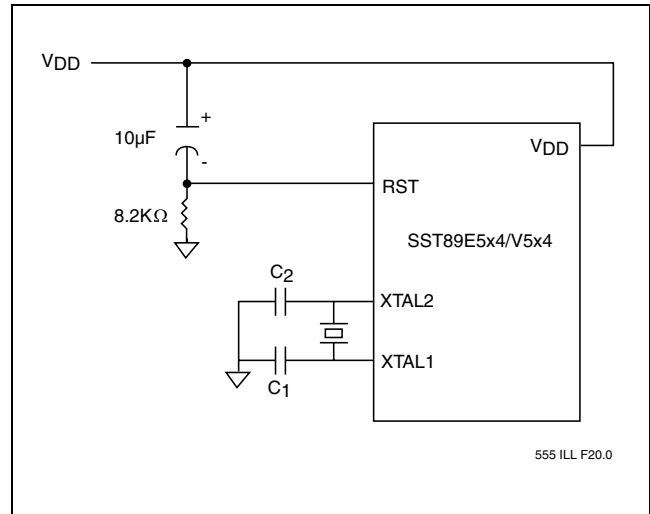 VDD
+
10µF
-
VDD
RST
8.2KΩ
SST89E5x4/V5x4
C2
XTAL2
XTAL1
C1
555 ILL F20.0